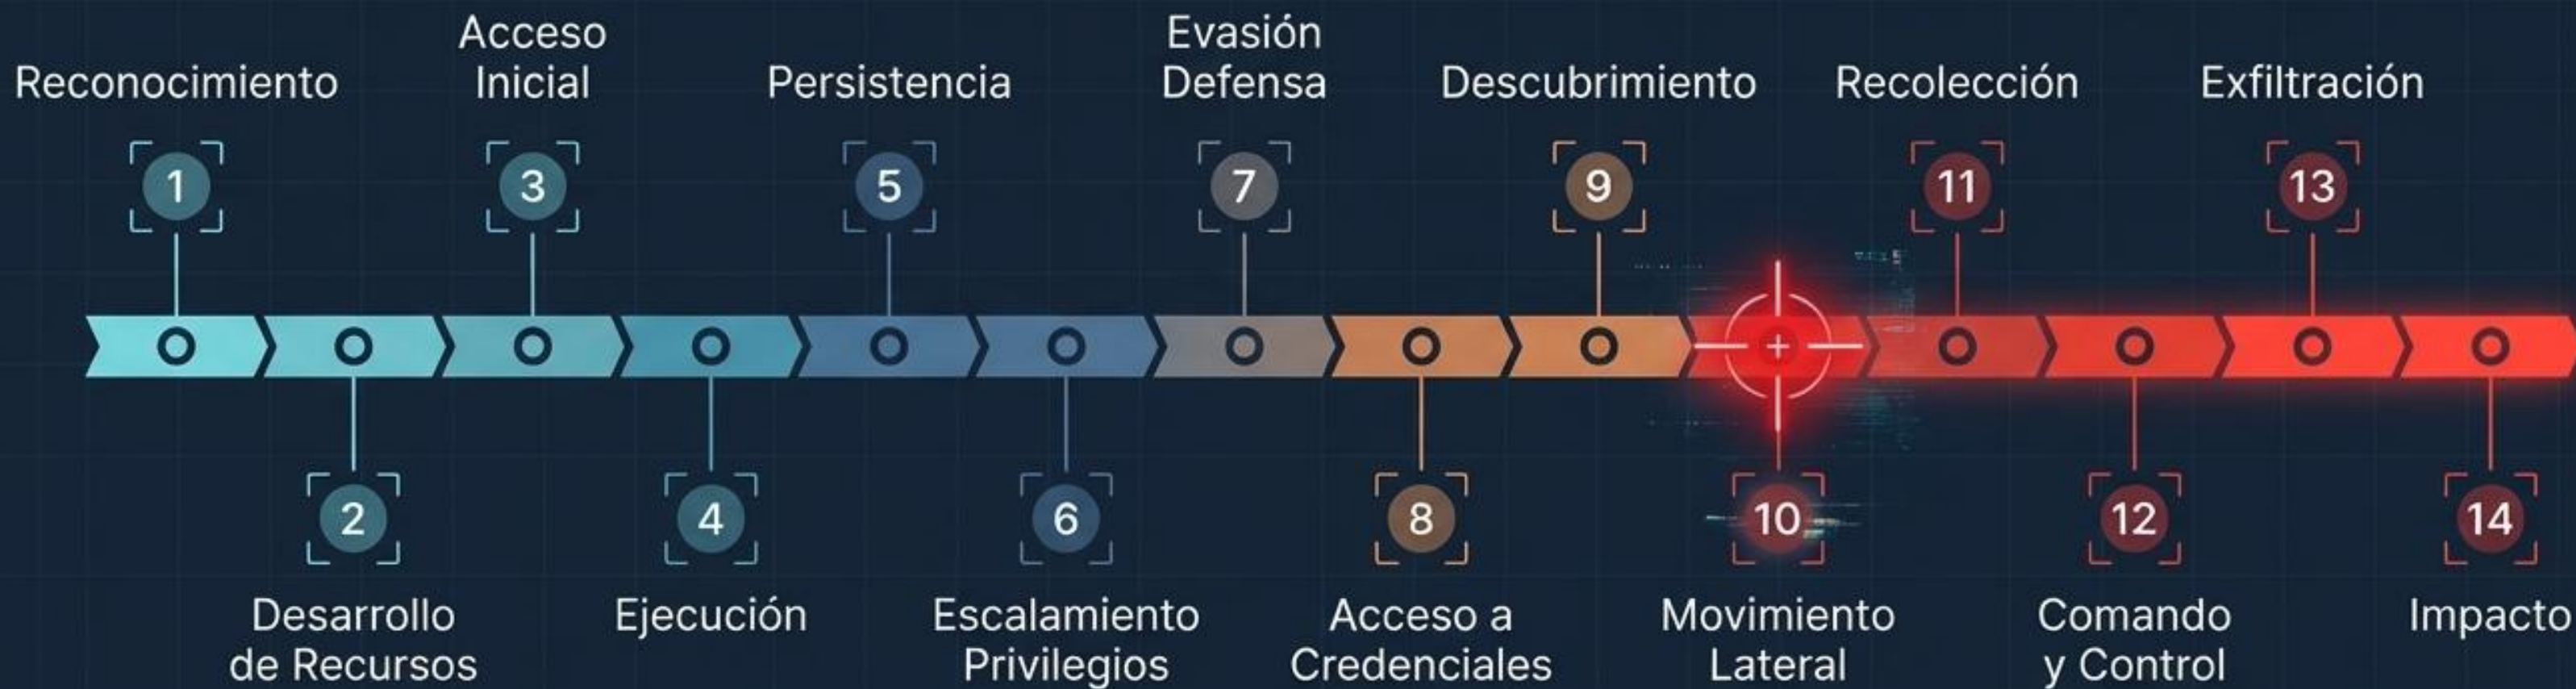 Reconocimiento
1
Desarrollo
de Recursos
2
Acceso
Inicial
3
Ejecución
4
Persistencia
5
Escalamiento
Privilegios
6
Evasión
Defensa
7
Acceso a
Credenciales
8
Descubrimiento
9
Movimiento
Lateral
10
Recolección
11
Comando
y Control
12
Exfiltración
13
Impacto
14